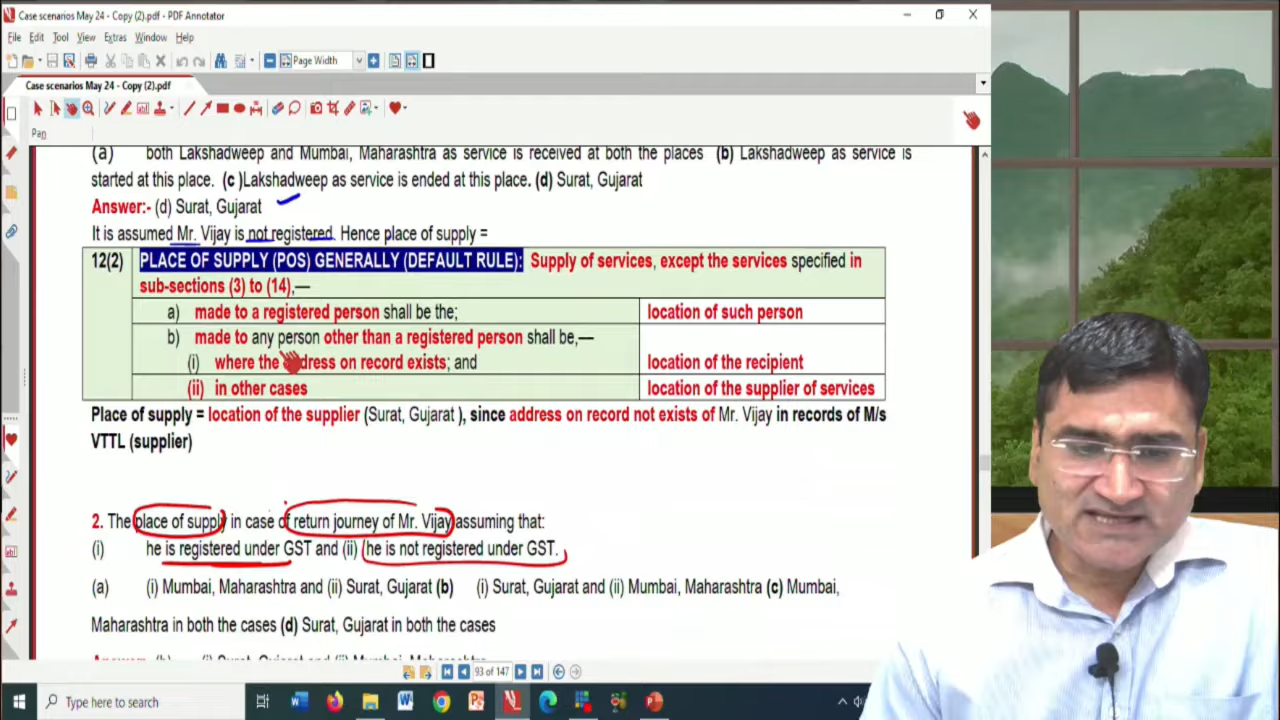 Case scenarios May 24 - Copy (2).pdf - PDF Annotator
File Edit Tool View Extras Window Help
Page Width
Case scenarios May 24 - Copy (2).pdf
Pan
(a) both Lakshadweep and Mumbai, Maharashtra as service is received at both the places (b) Lakshadweep as service is
started at this place. (c )Lakshadweep as service is ended at this place. (d) Surat, Gujarat
Answer:- (d) Surat, Gujarat
It is assumed Mr. Vijay is not registered. Hence place of supply =
12(2) PLACE OF SUPPLY (POS) GENERALLY (DEFAULT RULE): Supply of services, except the services specified in
sub-sections (3) to (14),—
a) made to a registered person shall be the; location of such person
b) made to any person other than a registered person shall be,—
(i) where the address on record exists; and location of the recipient
(ii) in other cases location of the supplier of services
Place of supply = location of the supplier (Surat, Gujarat ), since address on record not exists of Mr. Vijay in records of M/s
VTTL (supplier)
2. The place of supply in case of return journey of Mr. Vijay assuming that:
(i) he is registered under GST and (ii) (he is not registered under GST.
(a) (i) Mumbai, Maharashtra and (ii) Surat, Gujarat (b) (i) Surat, Gujarat and (ii) Mumbai, Maharashtra (c) Mumbai,
Maharashtra in both the cases (d) Surat, Gujarat in both the cases
93 of 147
Type here to search